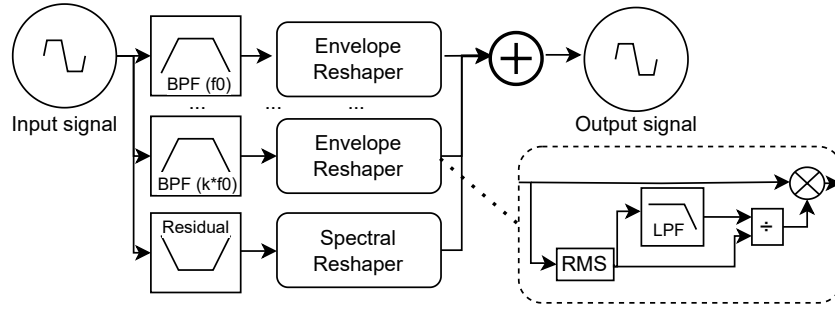 Input signal
BPF (f0)
Envelope
Reshaper
... ... ...
BPF (k*f0)
Envelope
Reshaper
Residual
Spectral
Reshaper
+
Output signal
RMS
LPF
÷